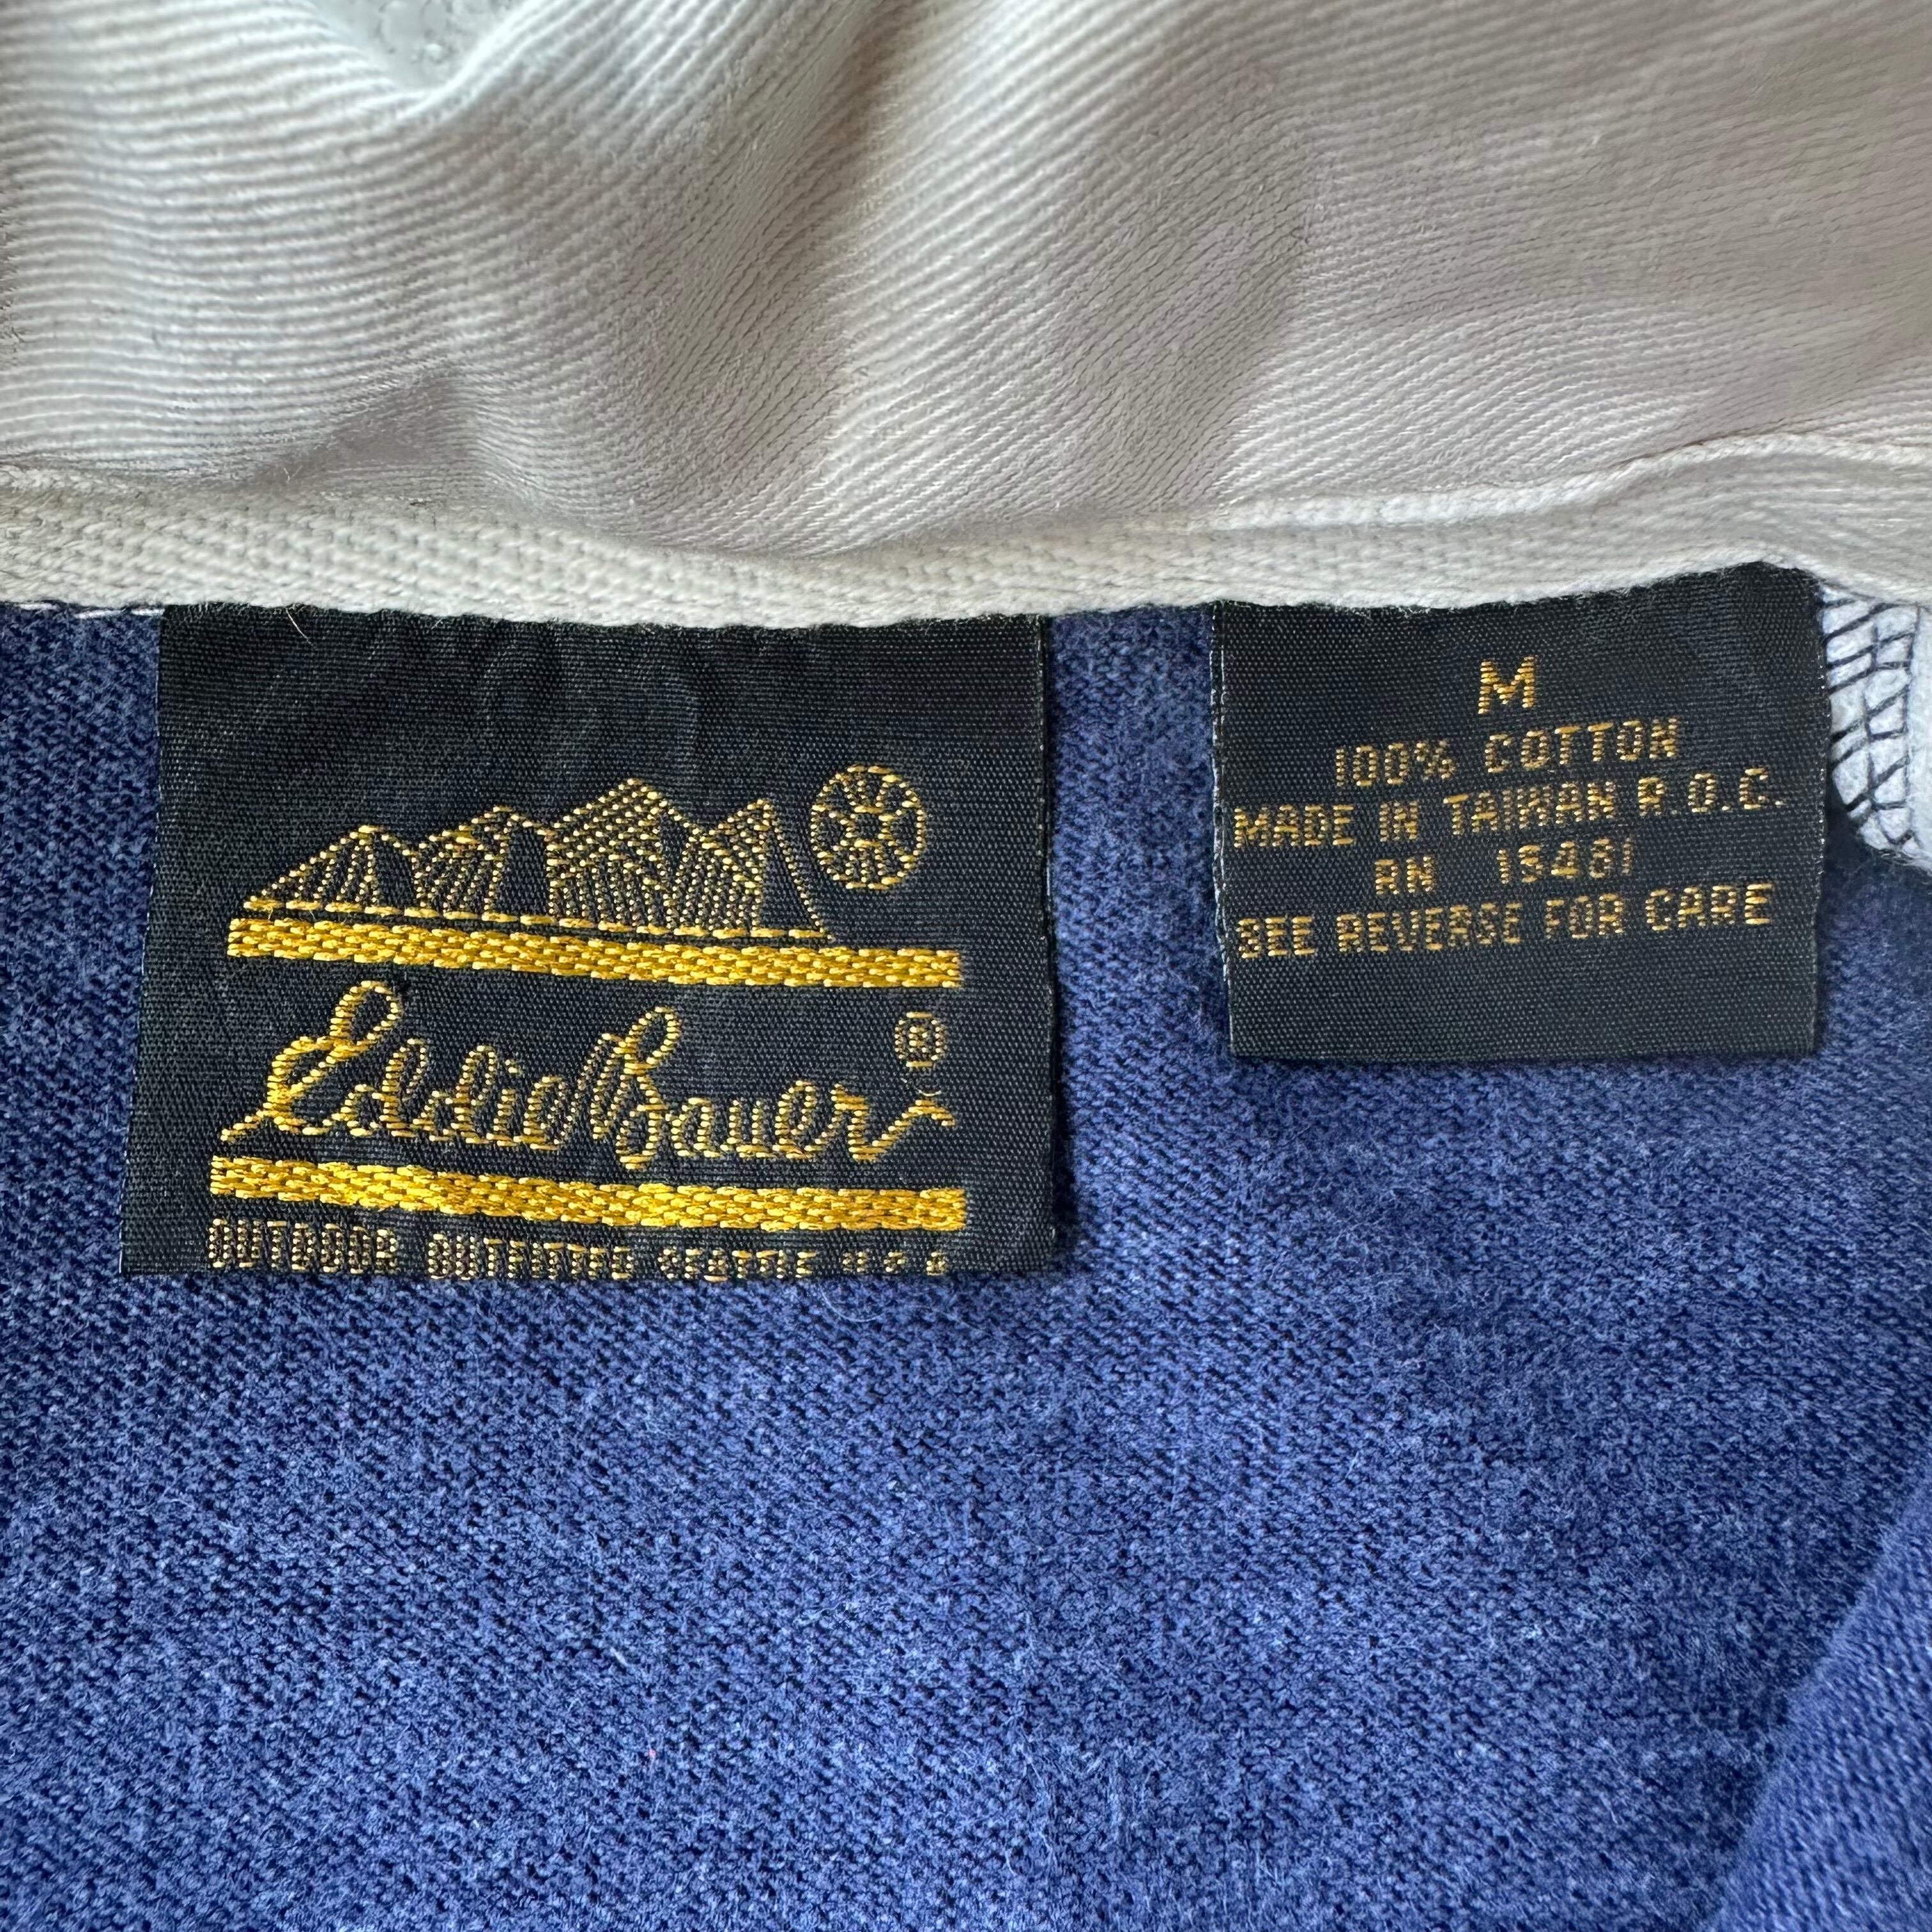 Eddie Bauer ®
OUTDOOR OUTFITTER SEATTLE U.S.A
M
100% COTTON
MADE IN TAIWAN R.O.C.
RN 15481
SEE REVERSE FOR CARE